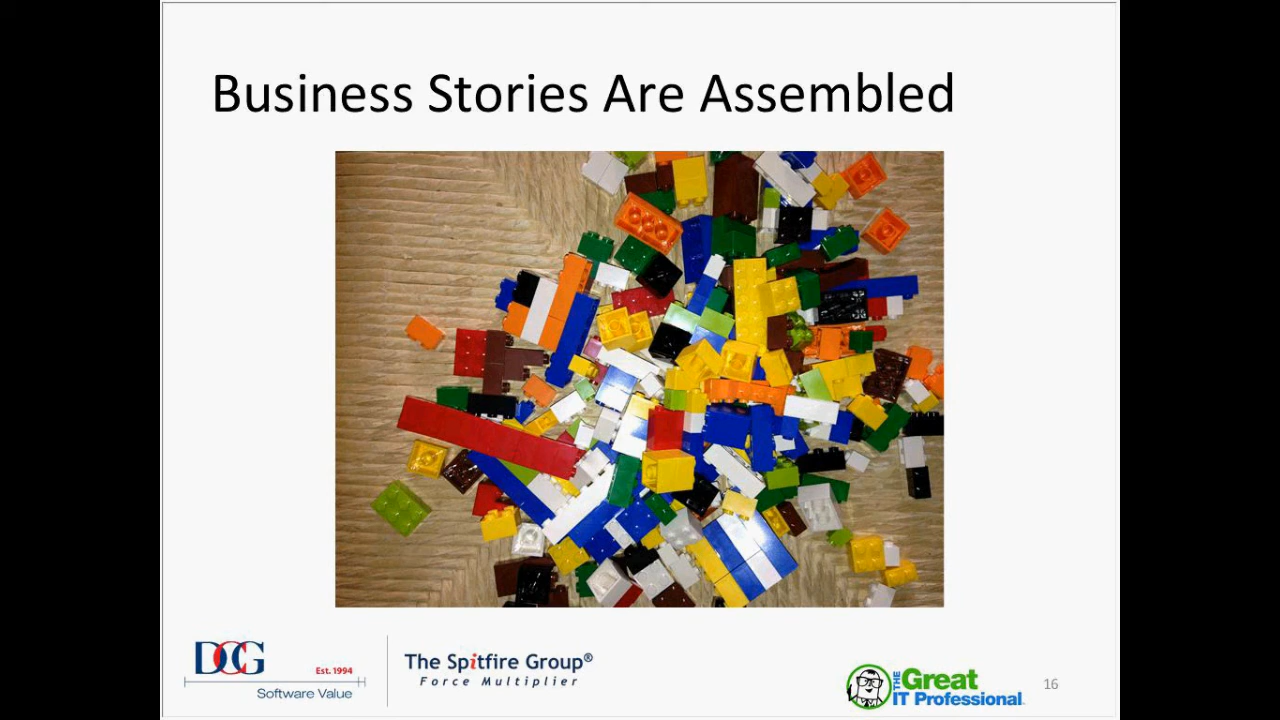 Business Stories Are Assembled
DCG
Est. 1994
Software Value
The Spitfire Group®
Force Multiplier
THE Great
IT Professional
16